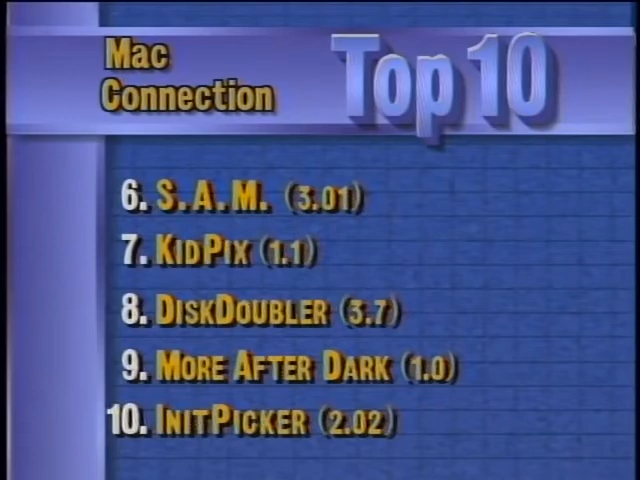 Mac
Connection
Top 10
6. S.A.M. (3.01)
7. KidPix (1.1)
8. DiskDoubler (3.7)
9. More After Dark (1.0)
10. InitPicker (2.02)